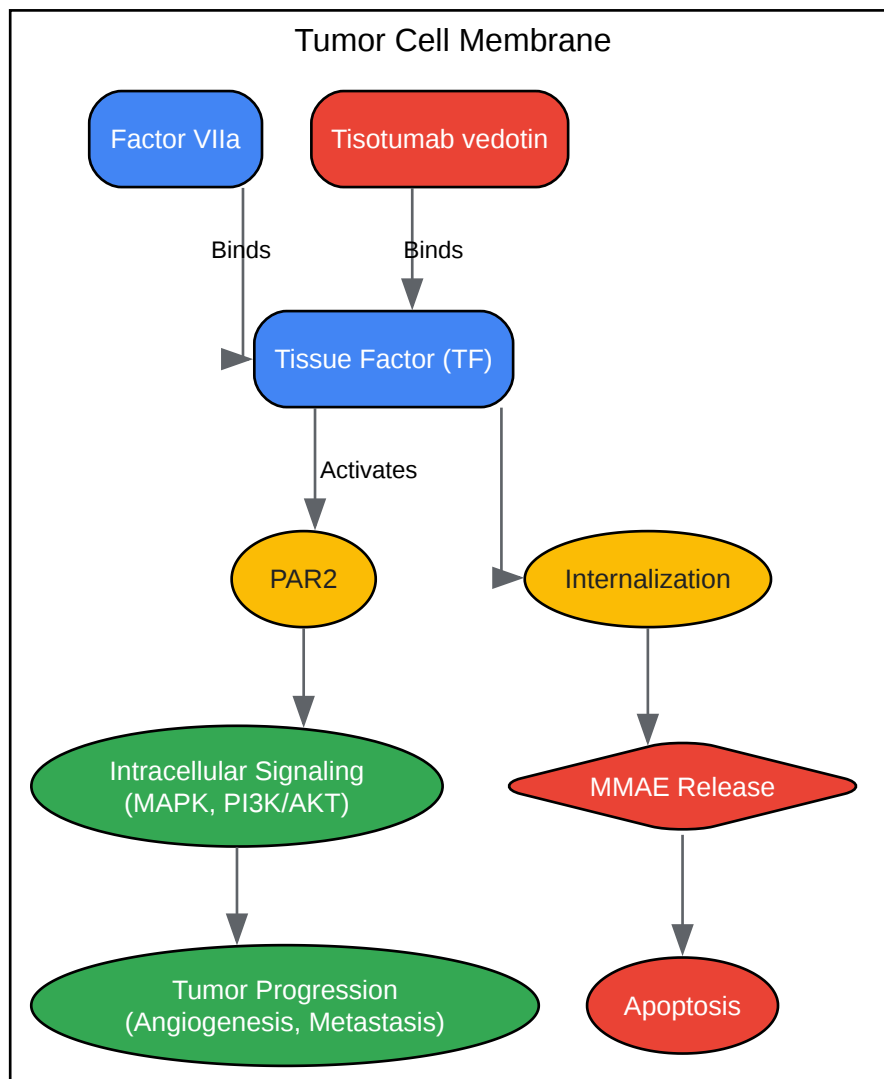 Tumor Cell Membrane
Factor VIIa
Tisotumab vedotin
Binds
Binds
Tissue Factor (TF)
Activates
PAR2
Internalization
Intracellular Signaling
(MAPK, PI3K/AKT)
MMAE Release
Tumor Progression
(Angiogenesis, Metastasis)
Apoptosis